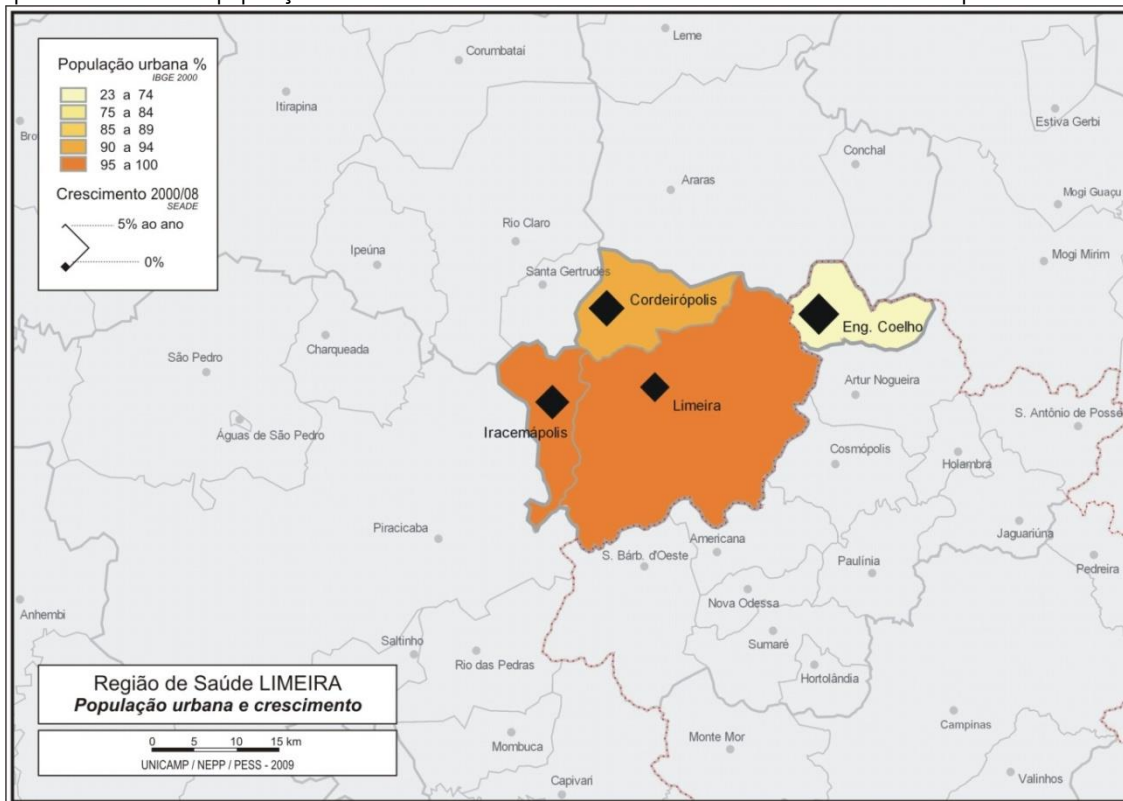 População urbana %
IBGE 2000
23 a 74
75 a 84
85 a 89
90 a 94
95 a 100
Crescimento 2000/08
SEADE
5% ao ano
0%
Leme
Corumbataí
Itirapina
Bro
Estiva Gerbi
Conchal
Araras
Mogi Guaçu
Rio Claro
Ipeúna
Mogi Mirim
Santa Gertrudes
Cordeirópolis
Eng. Coelho
Charqueada
São Pedro
Artur Nogueira
Limeira
S. Antônio de Posse
Iracemápolis
Águas de São Pedro
Cosmópolis
Holambra
Piracicaba
Jaguariúna
Americana
S. Bárb. d'Oeste
Paulínia
Pedreira
Nova Odessa
Anhembi
Sumaré
Saltinho
Rio das Pedras
Hortolândia
Região de Saúde LIMEIRA
População urbana e crescimento
Campinas
0 5 10 15 km
UNICAMP / NEPP / PESS - 2009
Mombuca
Monte Mor
Capivari
Valinhos